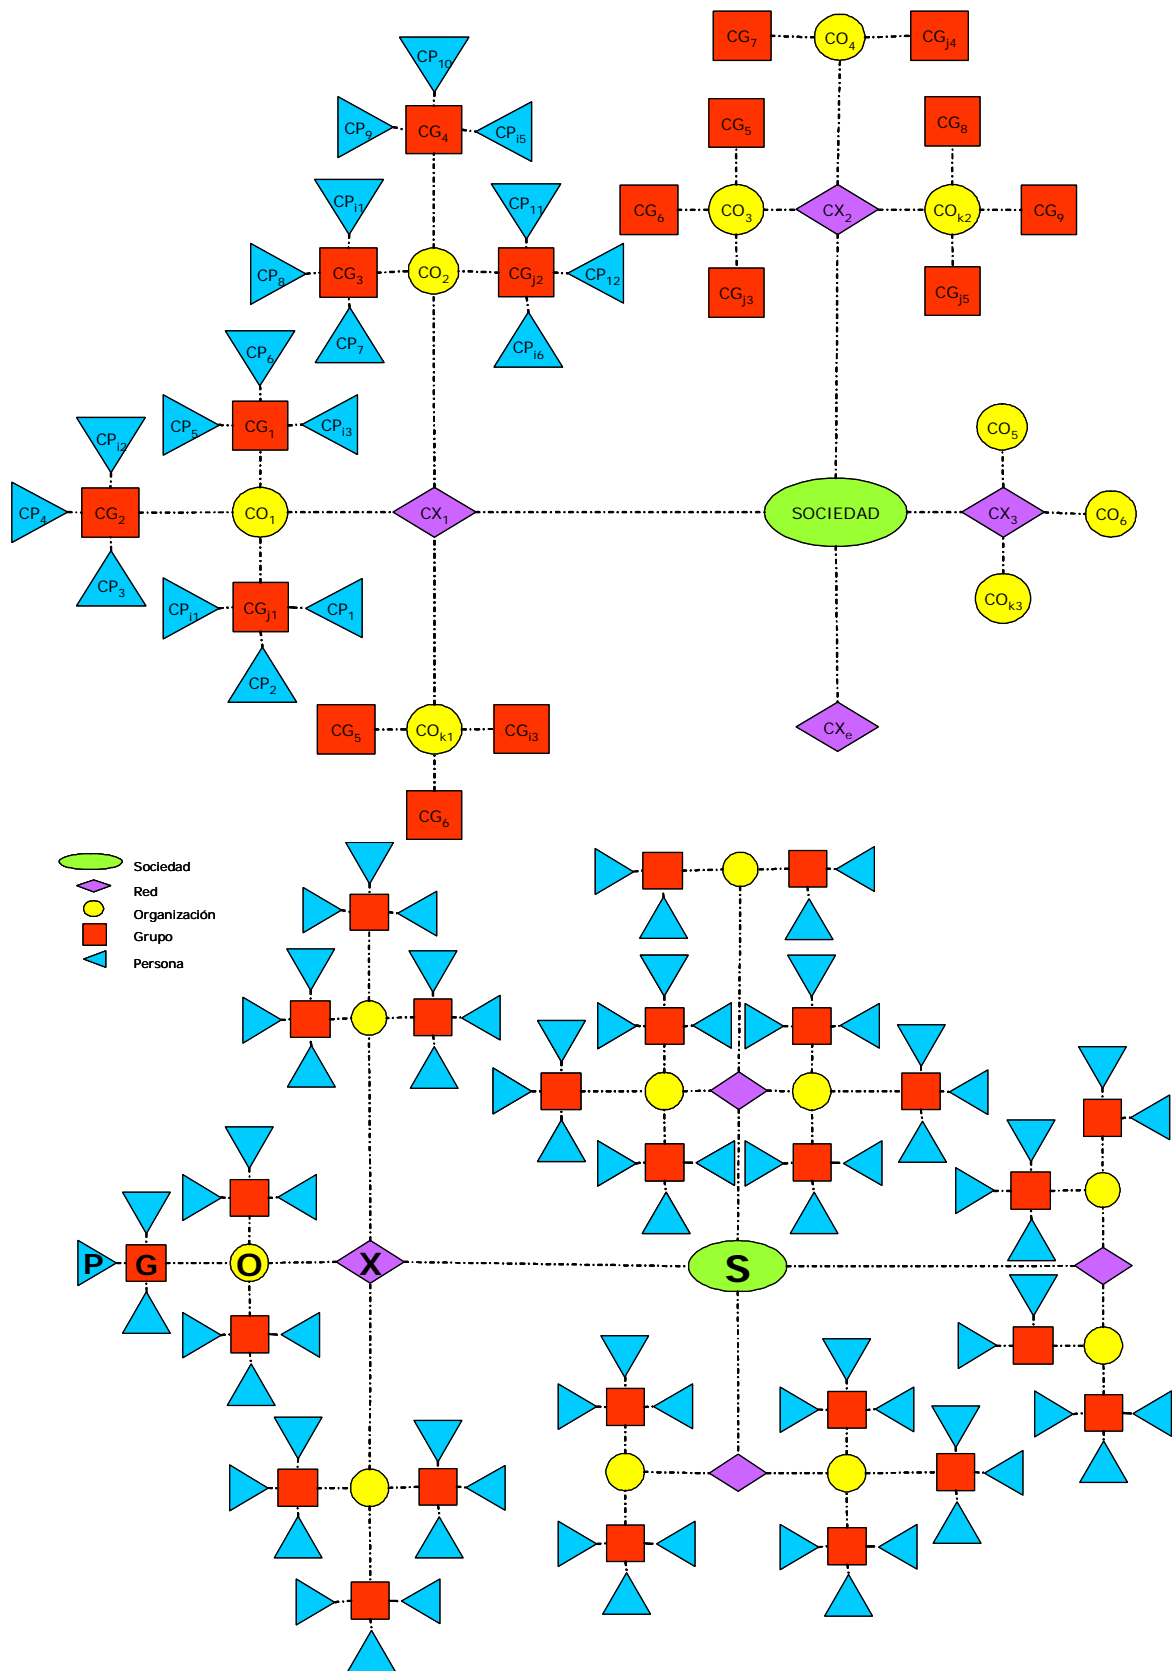 CG7 CO4 CGj4
CP10
CP9 CG4 CPi5
CG5 CG8
CPi1 CP11
CG6 CO3 CX2 COk2 CG9
CP8 CG3 CO2 CGj2 CP12
CGj3 CGj5
CP7 CPi6
CP6
CP5 CG1 CPi3
CO5
CPi2
CP4 CG2 CO1 CX1 SOCIEDAD CX3 CO6
CP3
CPi1 CGj1 CP1
COk3
CP2
CG5 COk1 CGi3
CXe
CG6
Sociedad
Red
Organización
Grupo
Persona
P G O X S